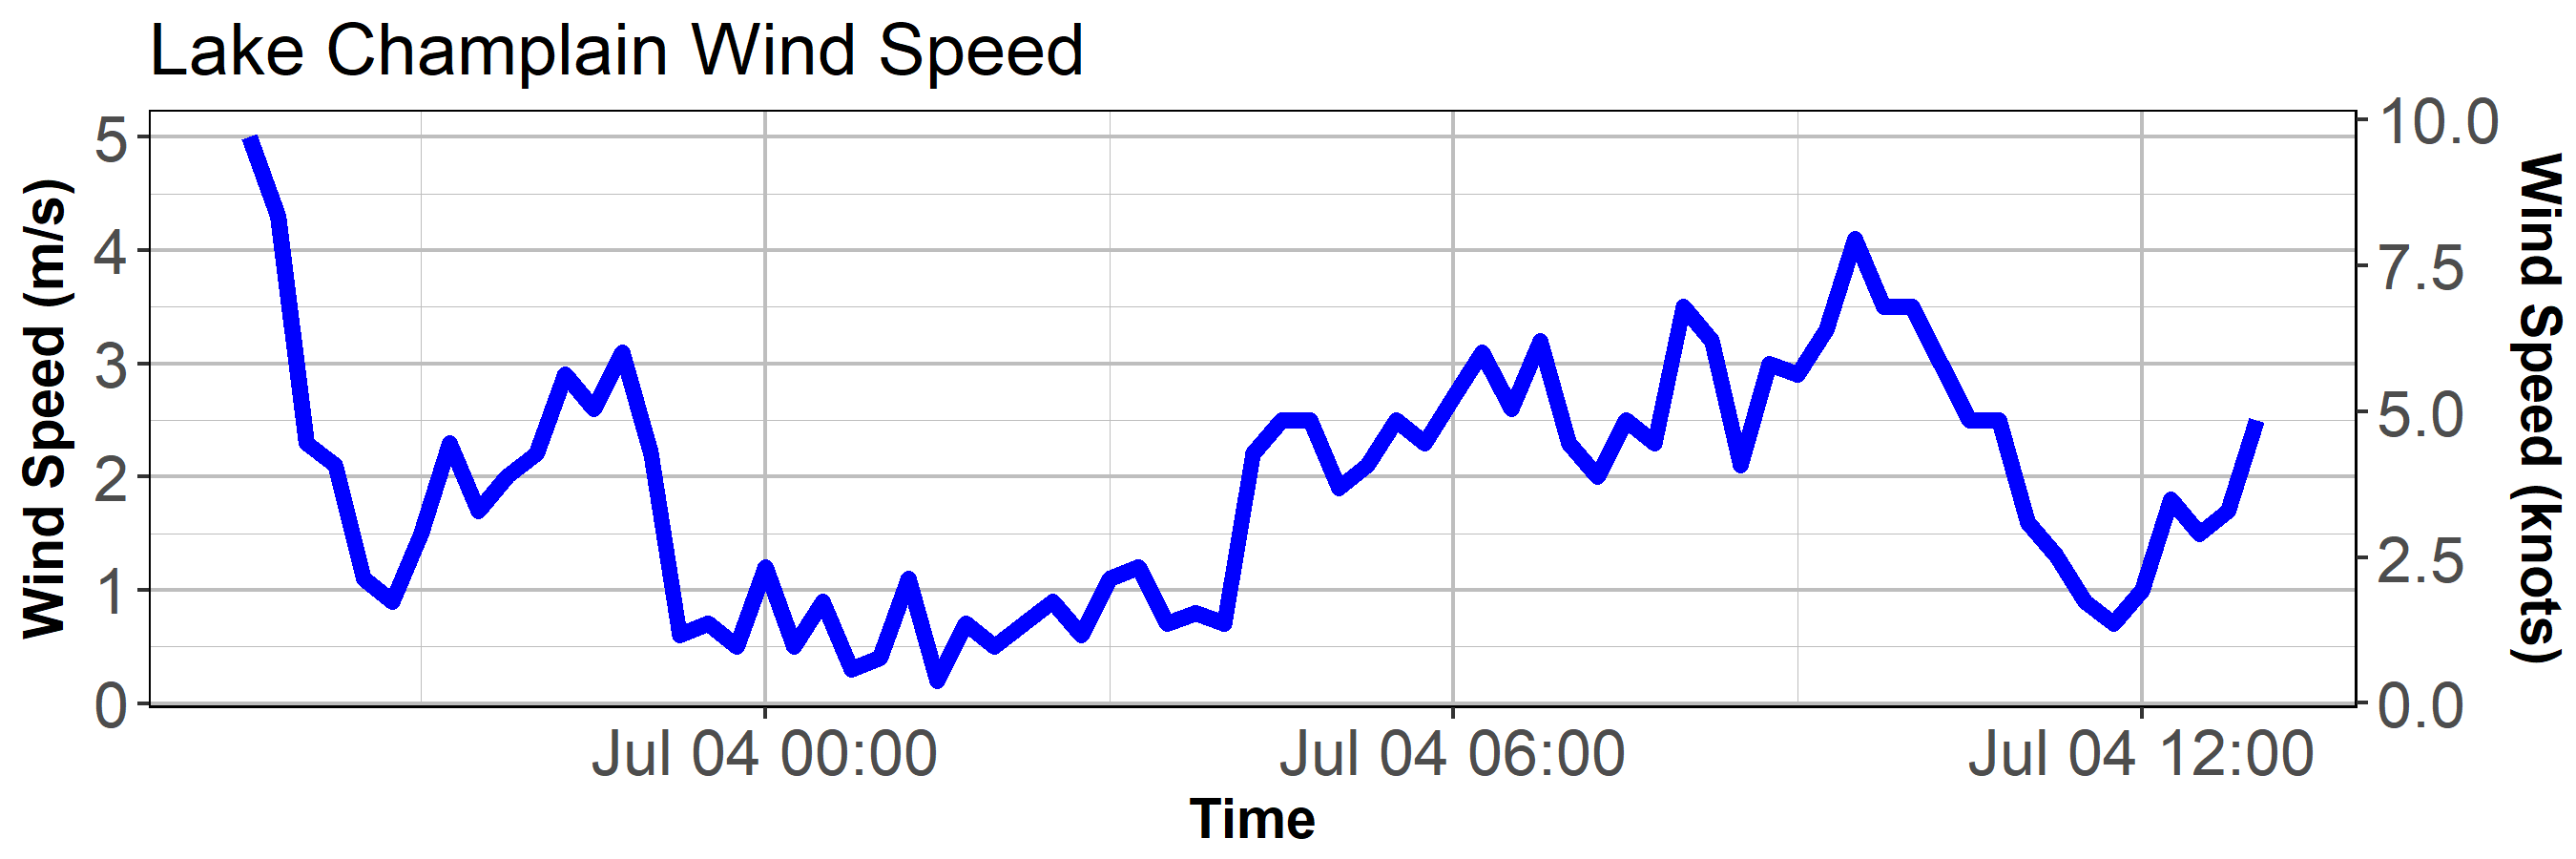 Lake Champlain Wind Speed
5
4
3
2
1
0
Wind Speed (m/s)
10.0
7.5
5.0
2.5
0.0
Wind Speed (knots)
Jul 04 00:00
Jul 04 06:00
Jul 04 12:00
Time